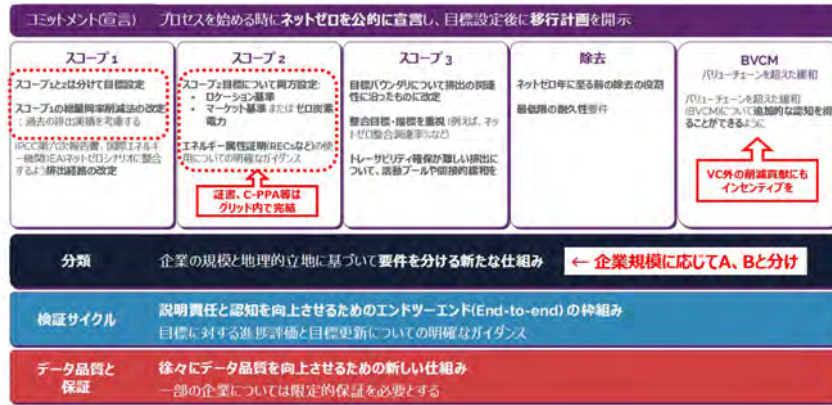 コミットメント(宣言) プロセスを始める時にネットゼロを公的に宣言し、目標設定後に移行計画を開示
スコープ1
スコープ1と2は分けて目標設定
スコープ1の総量同率削減法の改定
:過去の排出実績を考慮する
IPCC第六次報告書、国際エネルギ
ー機関(IEA)ネットゼロシナリオに整合
するよう排出経路の改定
スコープ2
スコープ2目標について両方設定:
• ロケーション基準
• マーケット基準 または ゼロ炭素
電力
エネルギー属性証明(RECsなど)の使
用についての明確なガイダンス
証書、C-PPA等は
グリッド内で完結
スコープ3
目標バウンダリについて排出の関連
性に沿ったものに改定
整合目標・指標を重視 (例えば、ネッ
トゼロ整合調達率%など)
トレーサビリティ確保が難しい排出に
ついて、活動プールや間接的緩和を
除去
ネットゼロ年に至る前の除去の役割
最低限の耐久性要件
BVCM
バリューチェーンを超えた緩和
バリューチェーンを超えた緩和
(BVCM)について追加的な認知を得
ることができるように
VC外の削減貢献にも
インセンティブを
分類 企業の規模と地理的立地に基づいて要件を分ける新たな仕組み ← 企業規模に応じてA、Bと分け
検証サイクル 説明責任と認知を向上させるためのエンドツーエンド(End-to-end) の枠組み
目標に対する進捗評価と目標更新についての明確なガイダンス
データ品質と
保証
徐々にデータ品質を向上させるための新しい仕組み
一部の企業については限定的保証を必要とする